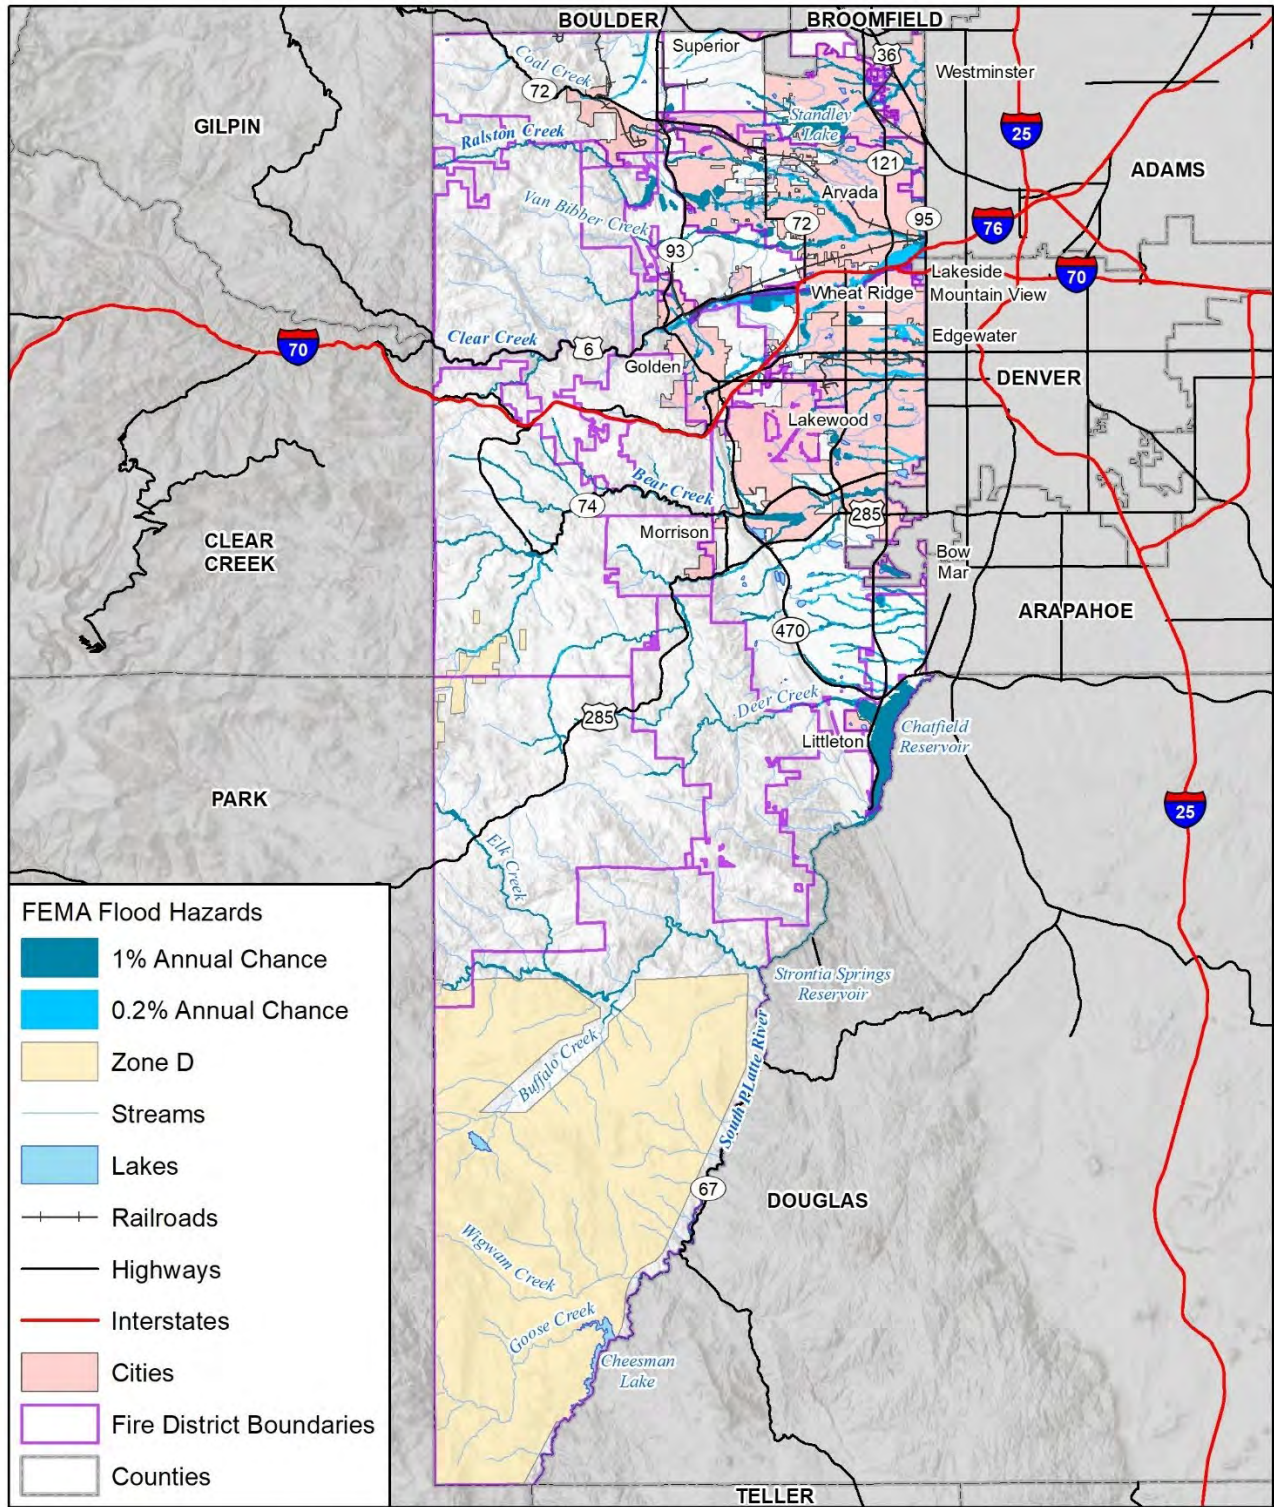 BOULDER
BROOMFIELD
Superior
36
Coal Creek
Westminster
72
GILPIN
Standley
Lake
25
Ralston Creek
121
ADAMS
Arvada
Van Bibber Creek
72
95
76
93
Lakeside
70
Wheat Ridge
Mountain View
Clear Creek
Edgewater
70
6
Golden
DENVER
Lakewood
Bear Creek
74
285
Morrison
CLEAR
CREEK
Bow
Mar
ARAPAHOE
470
Deer Creek
285
Chatfield
Reservoir
Littleton
PARK
25
Elk Creek
Strontia Springs
Reservoir
Buffalo Creek
South PLatte River
67
DOUGLAS
Wigwam Creek
Goose Creek
Cheesman
Lake
TELLER
FEMA Flood Hazards
1% Annual Chance
0.2% Annual Chance
Zone D
Streams
Lakes
Railroads
Highways
Interstates
Cities
Fire District Boundaries
Counties